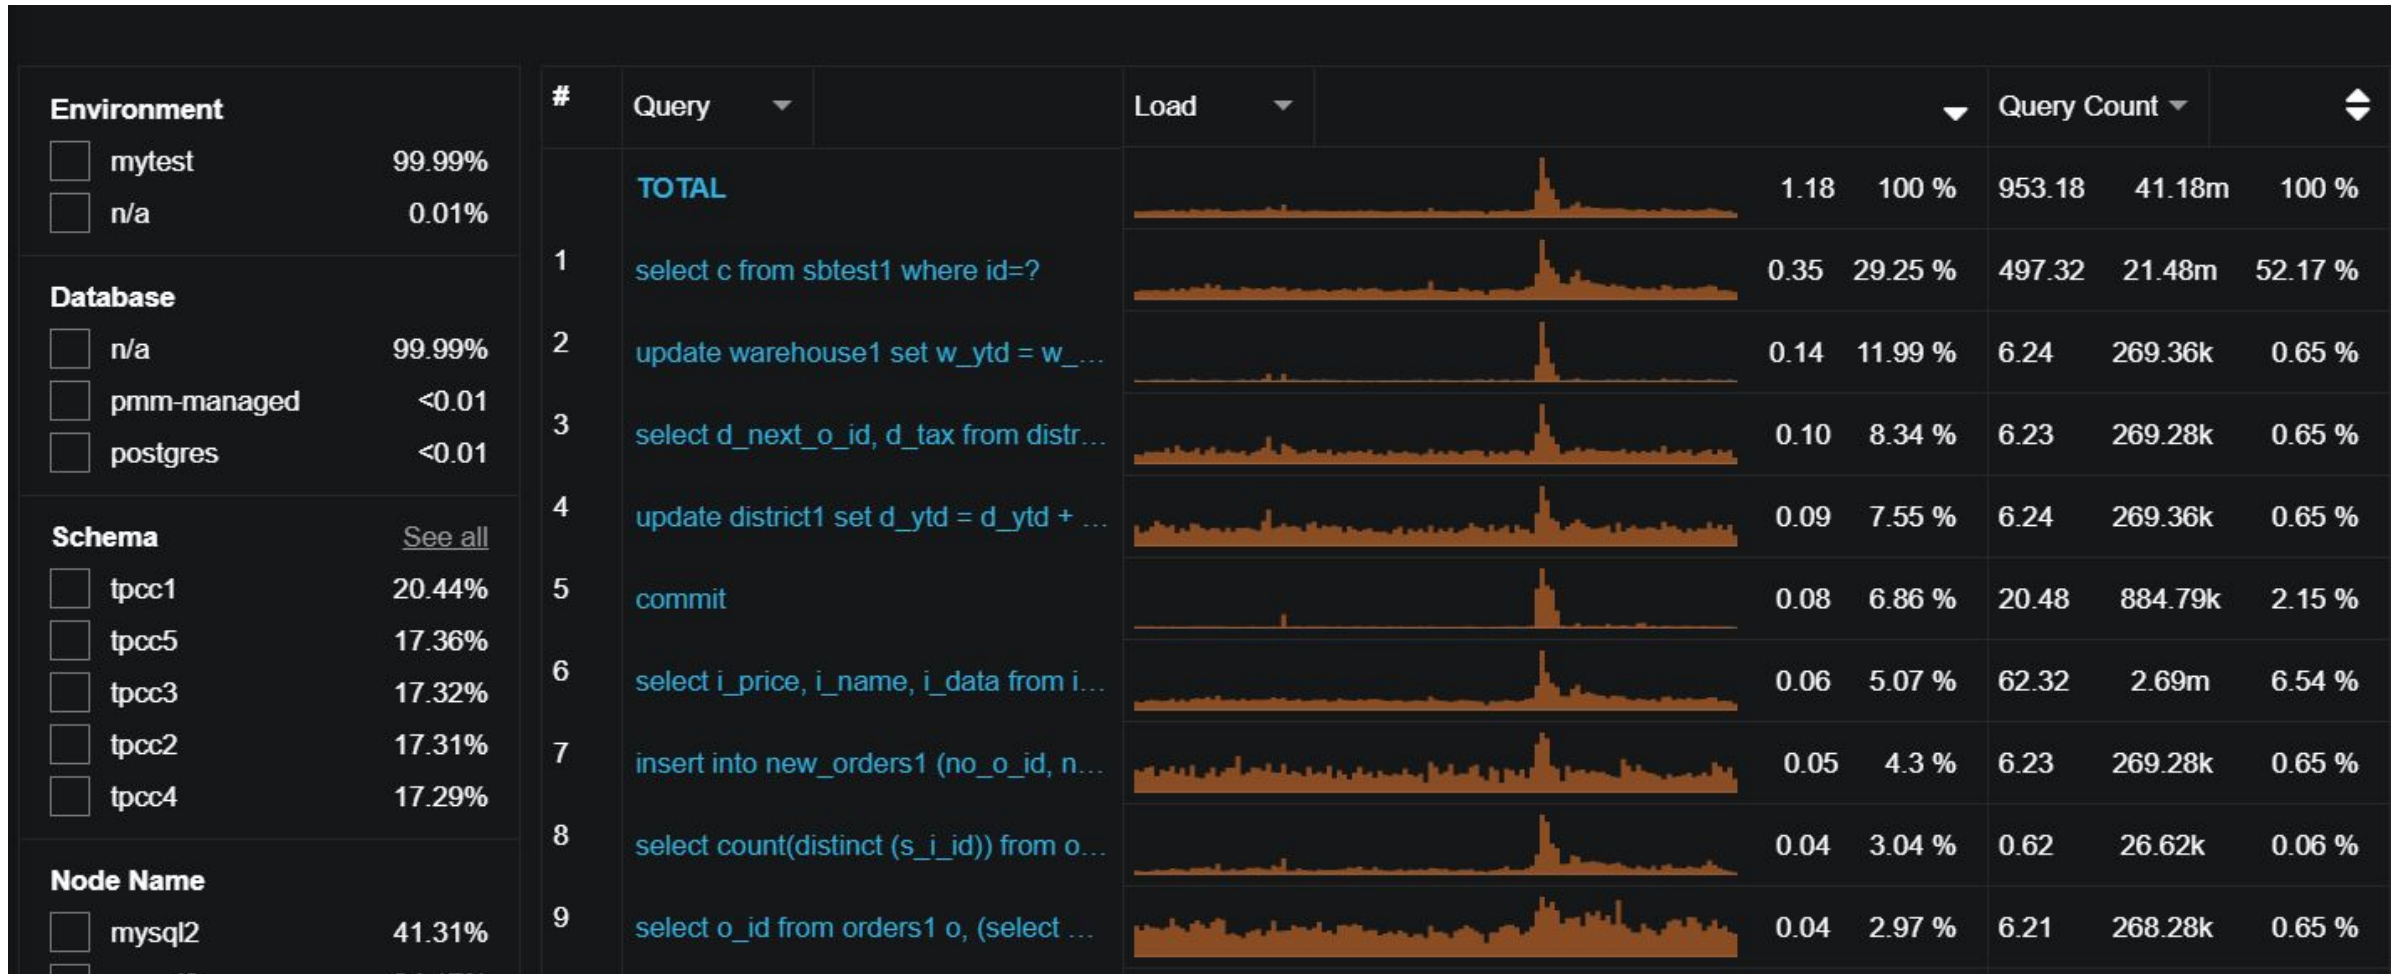 Environment
mytest 99.99%
n/a 0.01%
Database
n/a 99.99%
pmm-managed <0.01
postgres <0.01
Schema See all
tpcc1 20.44%
tpcc5 17.36%
tpcc3 17.32%
tpcc2 17.31%
tpcc4 17.29%
Node Name
mysql2 41.31%
# Query Load Query Count
TOTAL 1.18 100 % 953.18 41.18m 100 %
1 select c from sbtest1 where id=? 0.35 29.25 % 497.32 21.48m 52.17 %
2 update warehouse1 set w_ytd = w_... 0.14 11.99 % 6.24 269.36k 0.65 %
3 select d_next_o_id, d_tax from distr... 0.10 8.34 % 6.23 269.28k 0.65 %
4 update district1 set d_ytd = d_ytd + ... 0.09 7.55 % 6.24 269.36k 0.65 %
5 commit 0.08 6.86 % 20.48 884.79k 2.15 %
6 select i_price, i_name, i_data from i... 0.06 5.07 % 62.32 2.69m 6.54 %
7 insert into new_orders1 (no_o_id, n... 0.05 4.3 % 6.23 269.28k 0.65 %
8 select count(distinct (s_i_id)) from o... 0.04 3.04 % 0.62 26.62k 0.06 %
9 select o_id from orders1 o, (select ... 0.04 2.97 % 6.21 268.28k 0.65 %